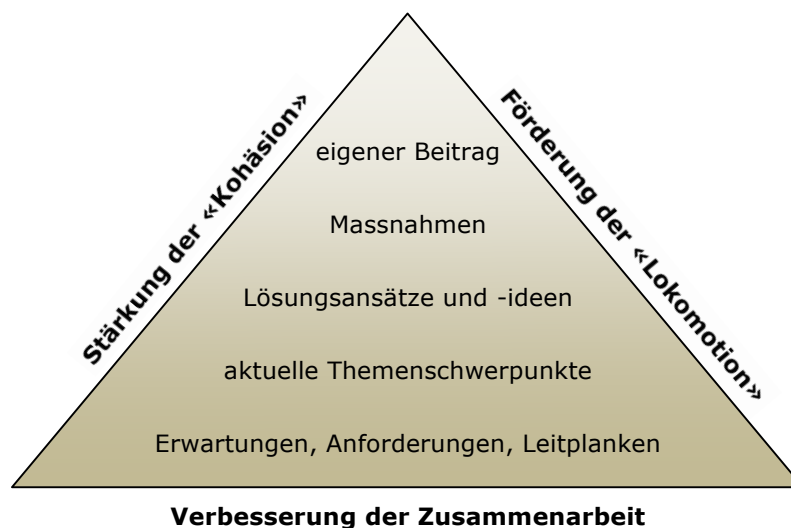 Stärkung der «Kohäsion»
Förderung der «Lokomotion»
eigener Beitrag
Massnahmen
Lösungsansätze und -ideen
aktuelle Themenschwerpunkte
Erwartungen, Anforderungen, Leitplanken
Verbesserung der Zusammenarbeit